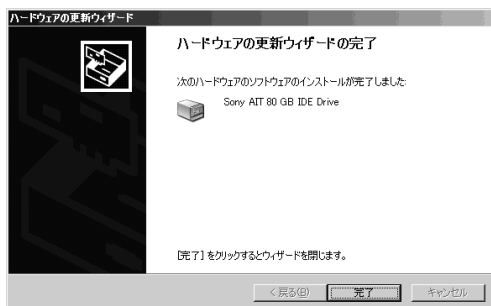 ハードウェアの更新ウィザード
ハードウェアの更新ウィザードの完了
次のハードウェアのソフトウェアのインストールが完了しました:
Sony AIT 80 GB IDE Drive
[完了] をクリックするとウィザードを閉じます。
< 戻る(B) 完了 キャンセル